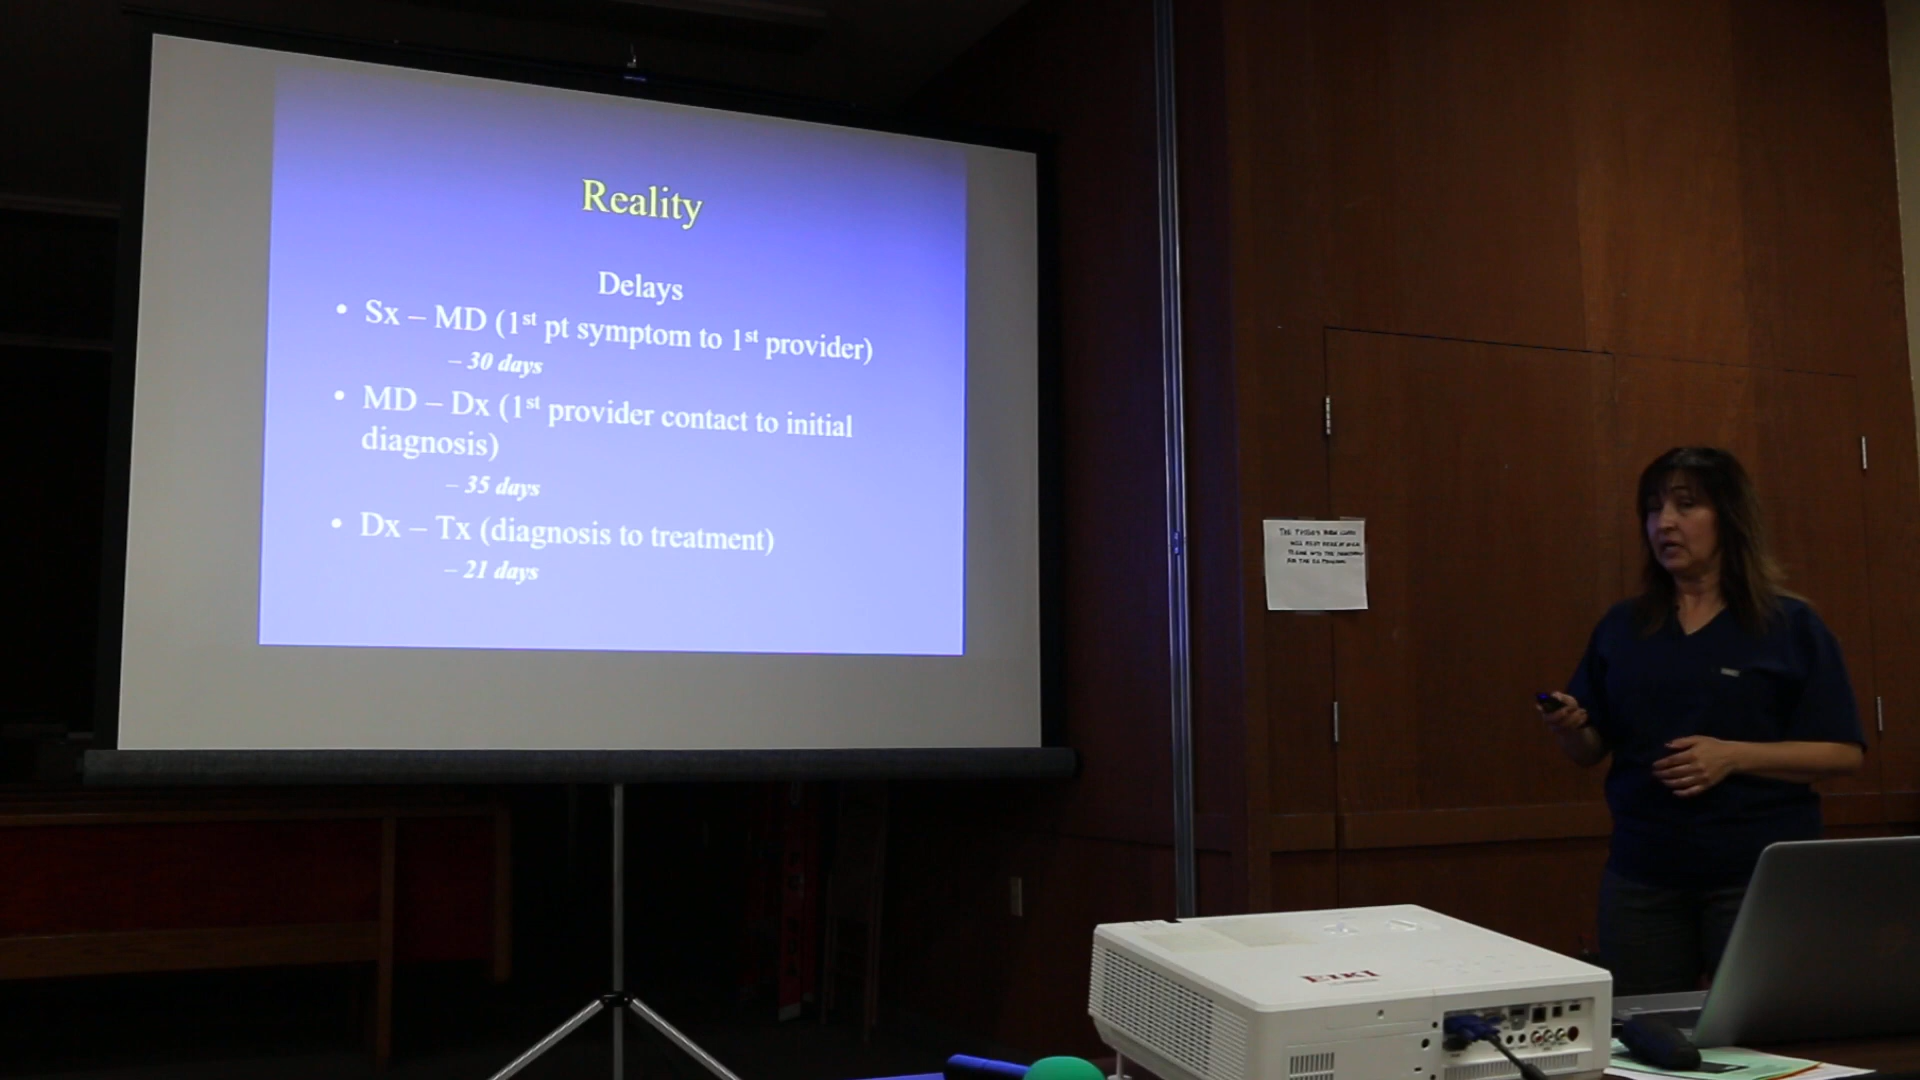 Reality
Delays
• Sx – MD (1st pt symptom to 1st provider)
– 30 days
• MD – Dx (1st provider contact to initial
diagnosis)
– 35 days
• Dx – Tx (diagnosis to treatment)
– 21 days
EIKI